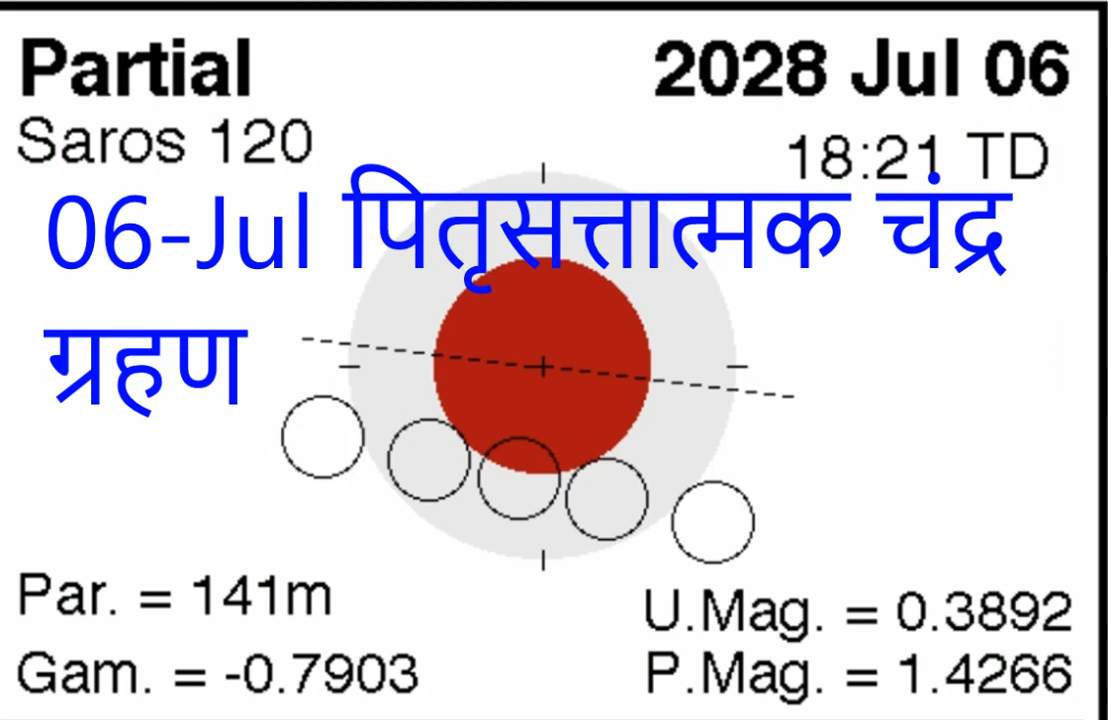 Partial 2028 Jul 06
Saros 120 18:21 TD
06-Jul पितृसत्तात्मक चंद्र
ग्रहण
Par. = 141m U.Mag. = 0.3892
Gam. = -0.7903 P.Mag. = 1.4266